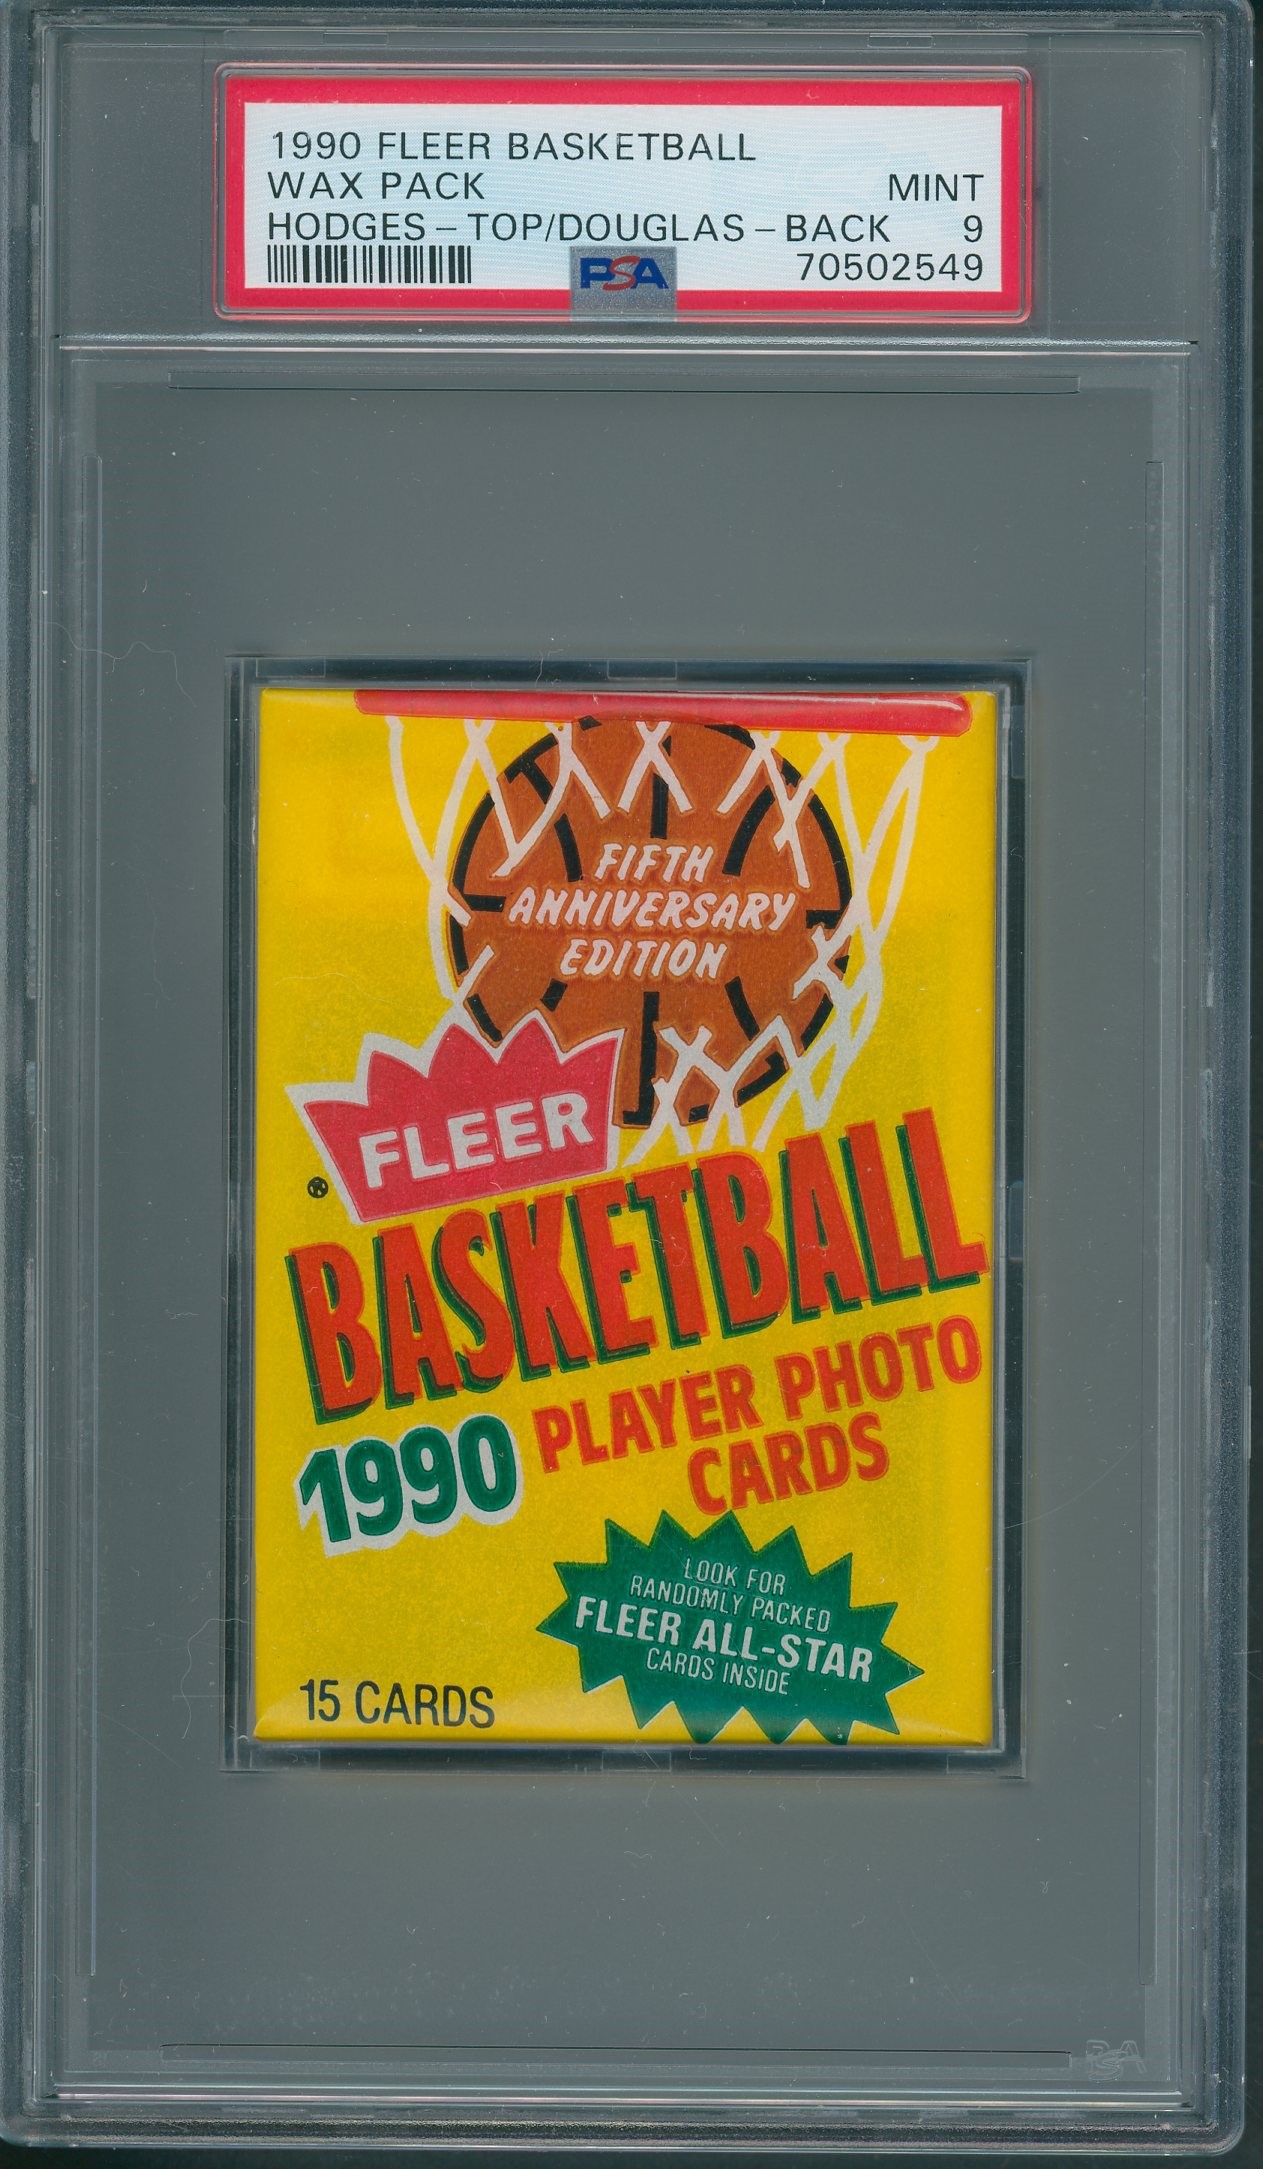 1990 FLEER BASKETBALL
WAX PACK MINT
HODGES - TOP/DOUGLAS - BACK 9
PSA 70502549
FIFTH
ANNIVERSARY
EDITION
FLEER
BASKETBALL
1990 PLAYER PHOTO
CARDS
LOOK FOR
RANDOMLY PACKED
FLEER ALL-STAR
CARDS INSIDE
15 CARDS
PSA